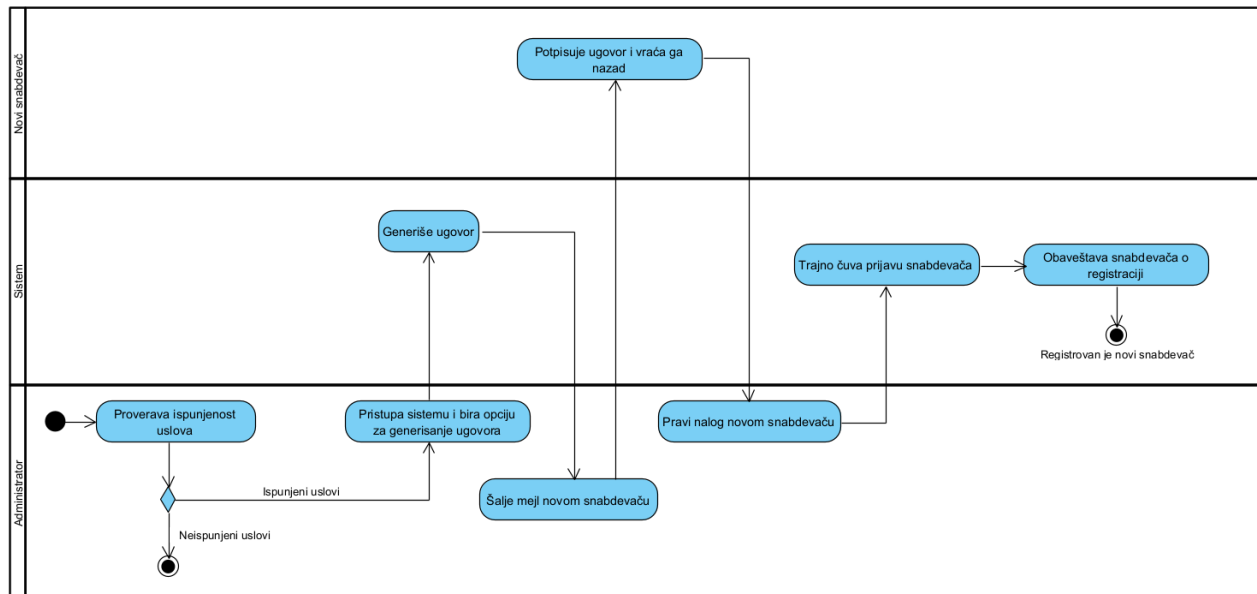 Novi snabdevač
Potpisuje ugovor i vraća ga
nazad
Sistem
Generiše ugovor
Trajno čuva prijavu snabdevača
Obaveštava snabdevača o
registraciji
Registrovan je novi snabdevač
Administrator
Proverava ispunjenost
uslova
Pristupa sistemu i bira opciju
za generisanje ugovora
Pravi nalog novom snabdevaču
Ispunjeni uslovi
Šalje mejl novom snabdevaču
Neispunjeni uslovi